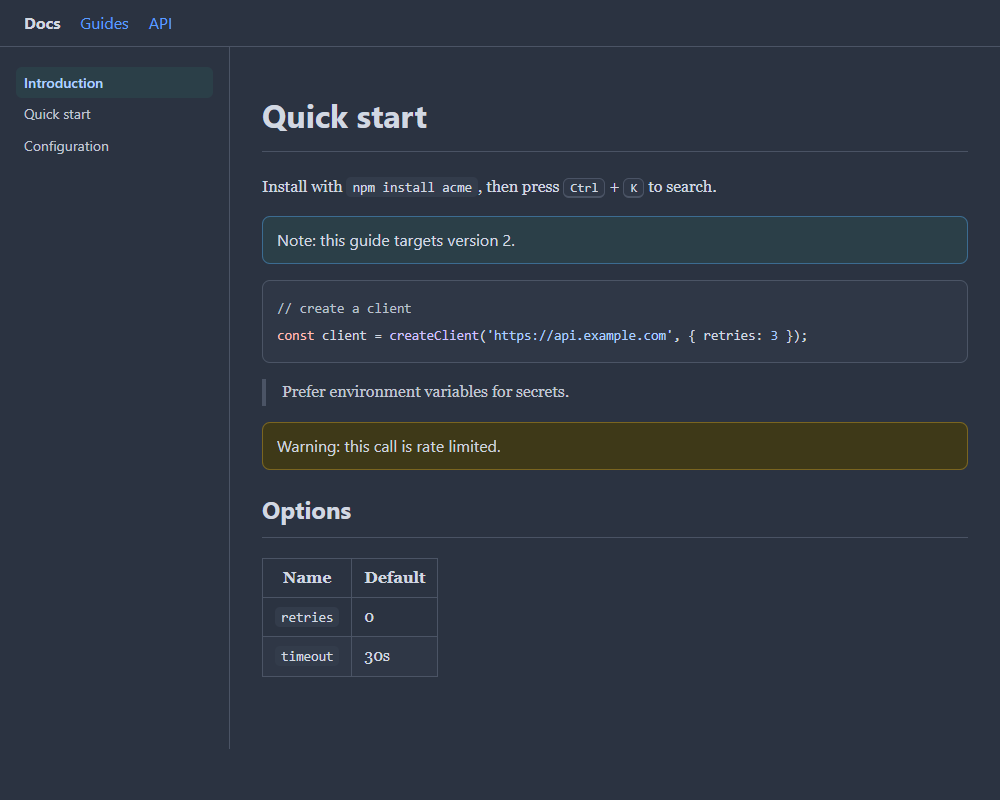 Docs Guides API
Introduction
Quick start
Configuration
Quick start
Install with npm install acme, then press Ctrl + K to search.
Note: this guide targets version 2.
// create a client
const client = createClient('https://api.example.com', { retries: 3 });
Prefer environment variables for secrets.
Warning: this call is rate limited.
Options
Name Default
retries 0
timeout 30s